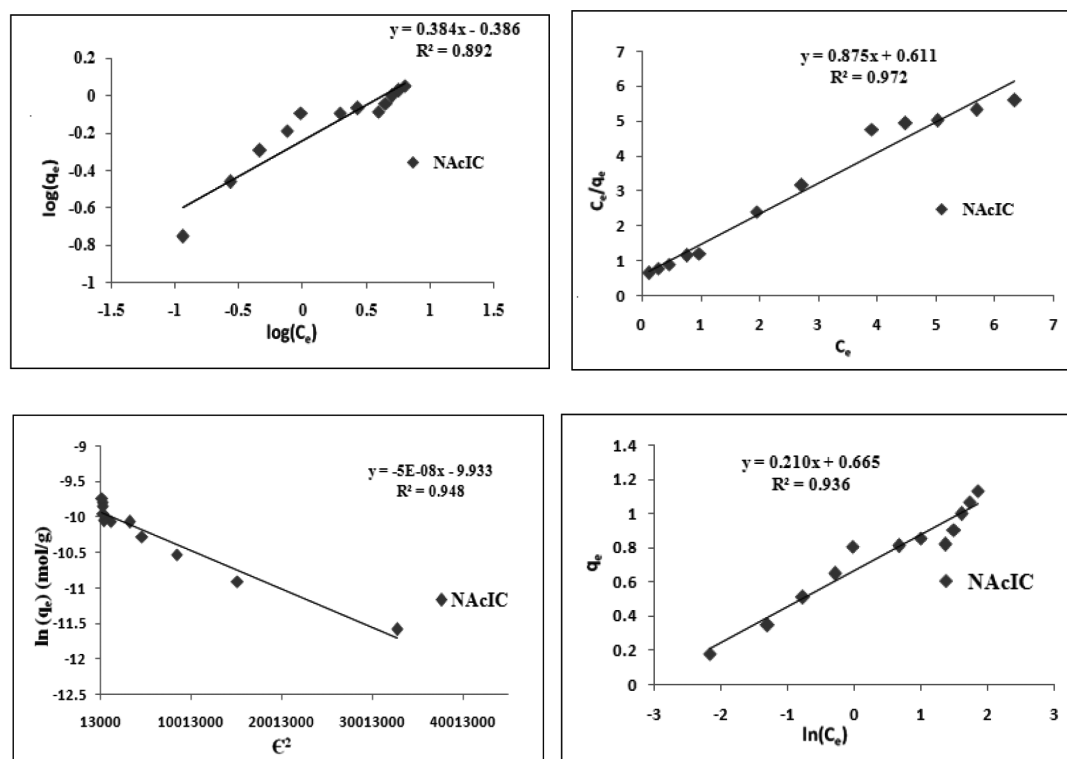 y = 0.384x - 0.386
R² = 0.892
0.2
0
-0.2
-0.4
-0.6
-0.8
-1
-1.5
-1
-0.5
0
0.5
1
1.5
log(qₑ)
log(Cₑ)
NAcIC
y = 0.875x + 0.611
R² = 0.972
7
6
5
4
3
2
1
0
0
1
2
3
4
5
6
7
Cₑ/qₑ
Cₑ
NAcIC
y = -5E-08x - 9.933
R² = 0.948
-9
-9.5
-10
-10.5
-11
-11.5
-12
-12.5
13000
10013000
20013000
30013000
40013000
ln (qₑ) (mol/g)
Є²
NAcIC
y = 0.210x + 0.665
R² = 0.936
1.4
1.2
1
0.8
0.6
0.4
0.2
0
-3
-2
-1
0
1
2
3
qₑ
ln(Cₑ)
NAcIC